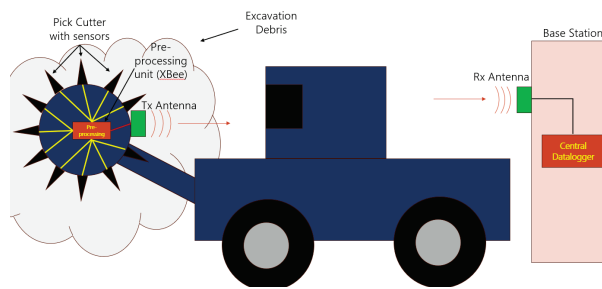 Pick Cutter
with sensors
Pre-
processing
unit (XBee)
Excavation
Debris
Tx Antenna
Pre-
processing
Rx Antenna
Base Station
Central
Datalogger